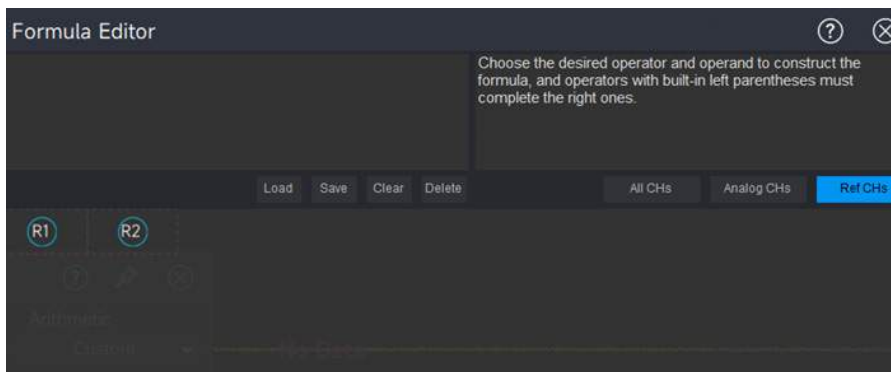 Formula Editor
?
Choose the desired operator and operand to construct the
formula, and operators with built-in left parentheses must
complete the right ones.
Load Save Clear Delete All CHs Analog CHs Ref CHs
R1 R2
?
Arithmetic
Custom
No Data